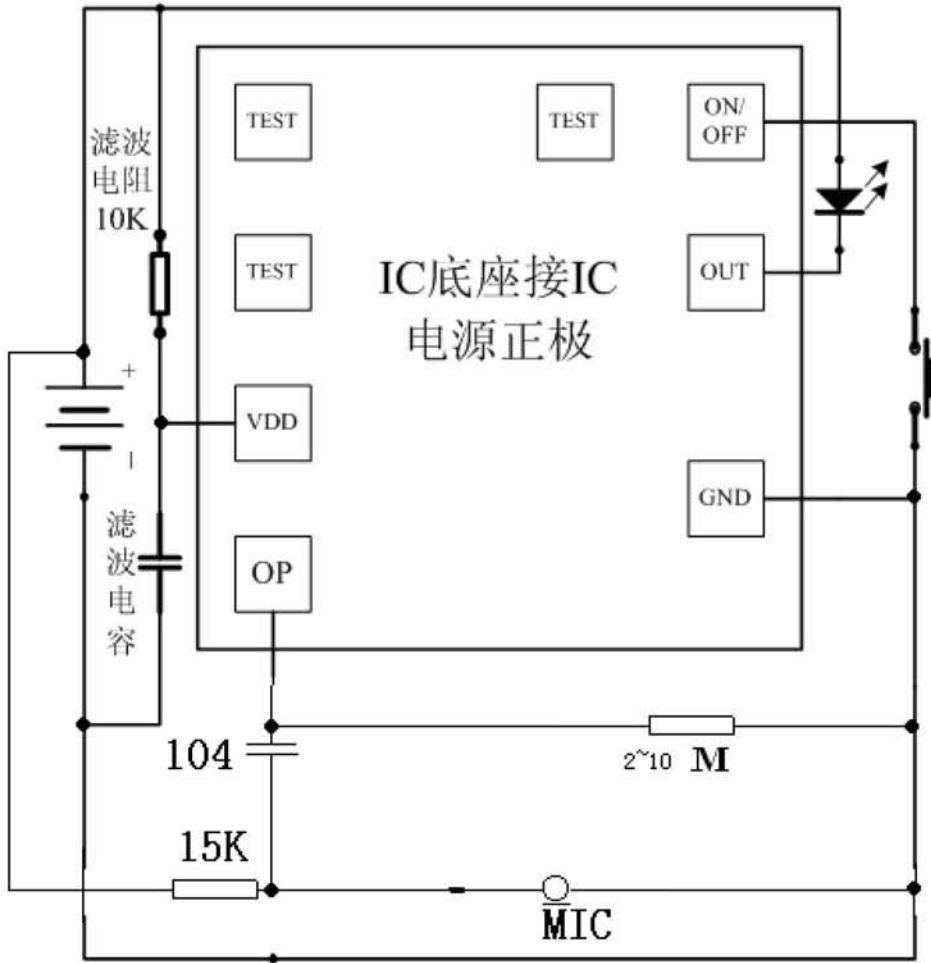 TEST
TEST
ON/
OFF
滤波
电阻
10K
TEST
IC底座接IC
电源正极
OUT
+
VDD
−
GND
滤
波
电
容
OP
104
2~10 M
15K
MIC